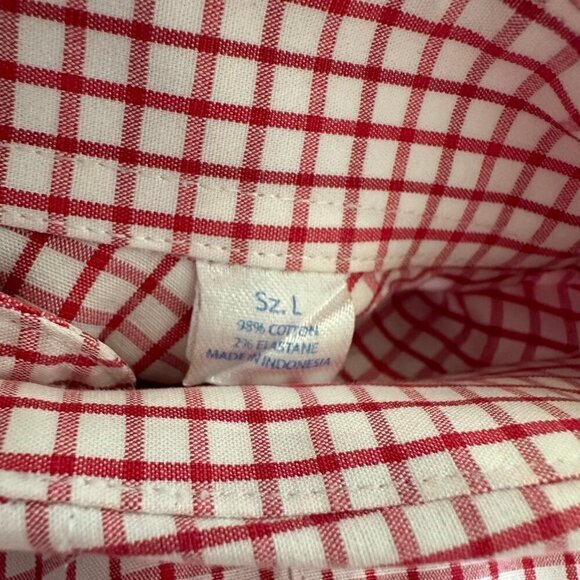 Sz. L
98% COTTON
2% ELASTANE
MADE IN INDONESIA